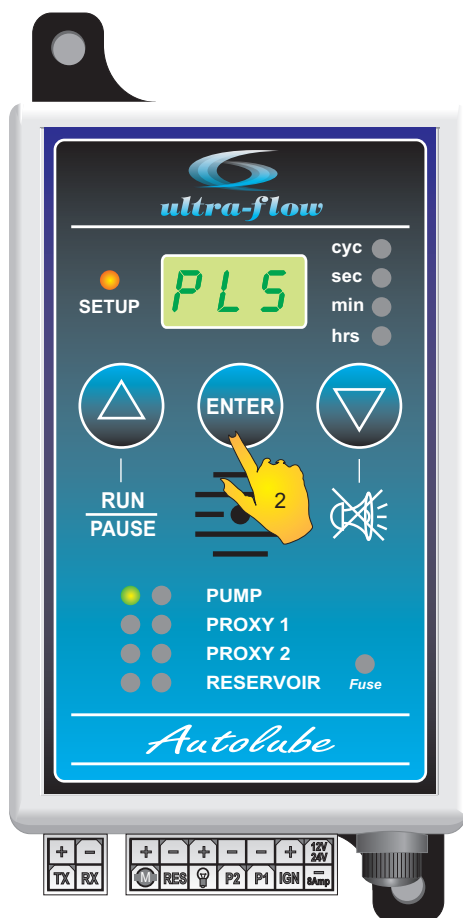 ultra-flow
cyc
sec
min
hrs
SETUP
PLS
ENTER
RUN
PAUSE
2
PUMP
PROXY 1
PROXY 2
RESERVOIR
Fuse
Autolube
+ - + - + - - + 12V
24V
TX RX M RES P2 P1 IGN - 8Amp